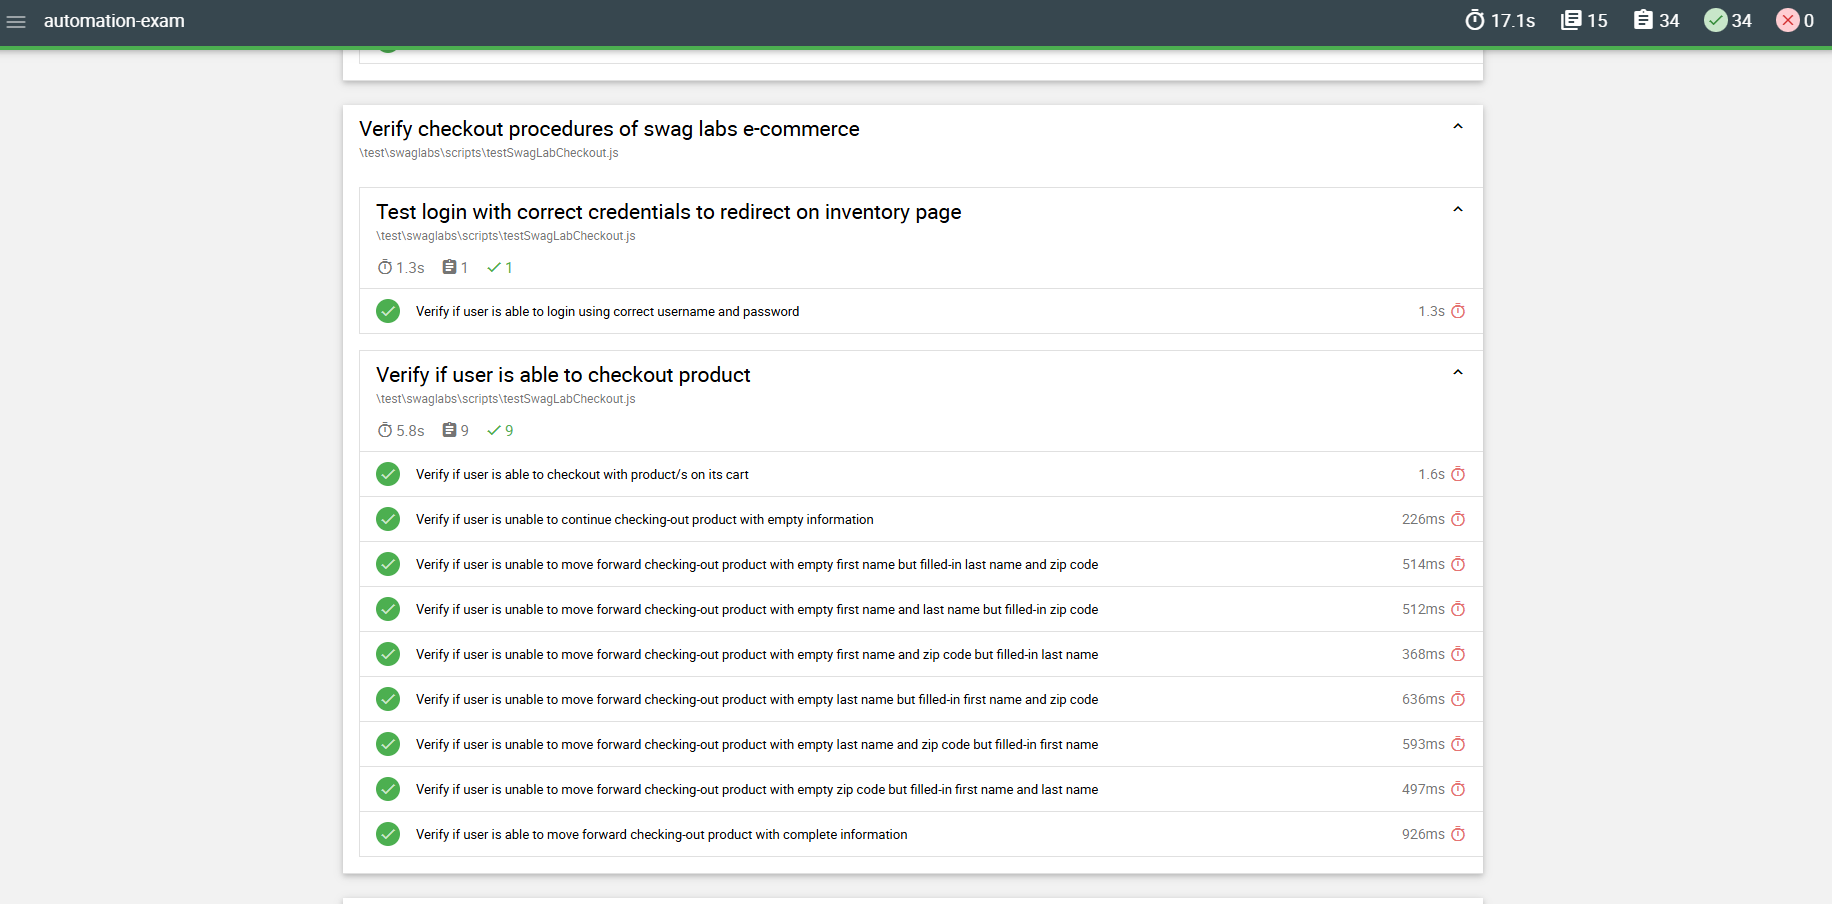 automation-exam 17.1s 15 34 34 0
Verify checkout procedures of swag labs e-commerce
\test\swaglabs\scripts\testSwagLabCheckout.js
Test login with correct credentials to redirect on inventory page
\test\swaglabs\scripts\testSwagLabCheckout.js
1.3s 1 1
Verify if user is able to login using correct username and password 1.3s
Verify if user is able to checkout product
\test\swaglabs\scripts\testSwagLabCheckout.js
5.8s 9 9
Verify if user is able to checkout with product/s on its cart 1.6s
Verify if user is unable to continue checking-out product with empty information 226ms
Verify if user is unable to move forward checking-out product with empty first name but filled-in last name and zip code 514ms
Verify if user is unable to move forward checking-out product with empty first name and last name but filled-in zip code 512ms
Verify if user is unable to move forward checking-out product with empty first name and zip code but filled-in last name 368ms
Verify if user is unable to move forward checking-out product with empty last name but filled-in first name and zip code 636ms
Verify if user is unable to move forward checking-out product with empty last name and zip code but filled-in first name 593ms
Verify if user is unable to move forward checking-out product with empty zip code but filled-in first name and last name 497ms
Verify if user is able to move forward checking-out product with complete information 926ms